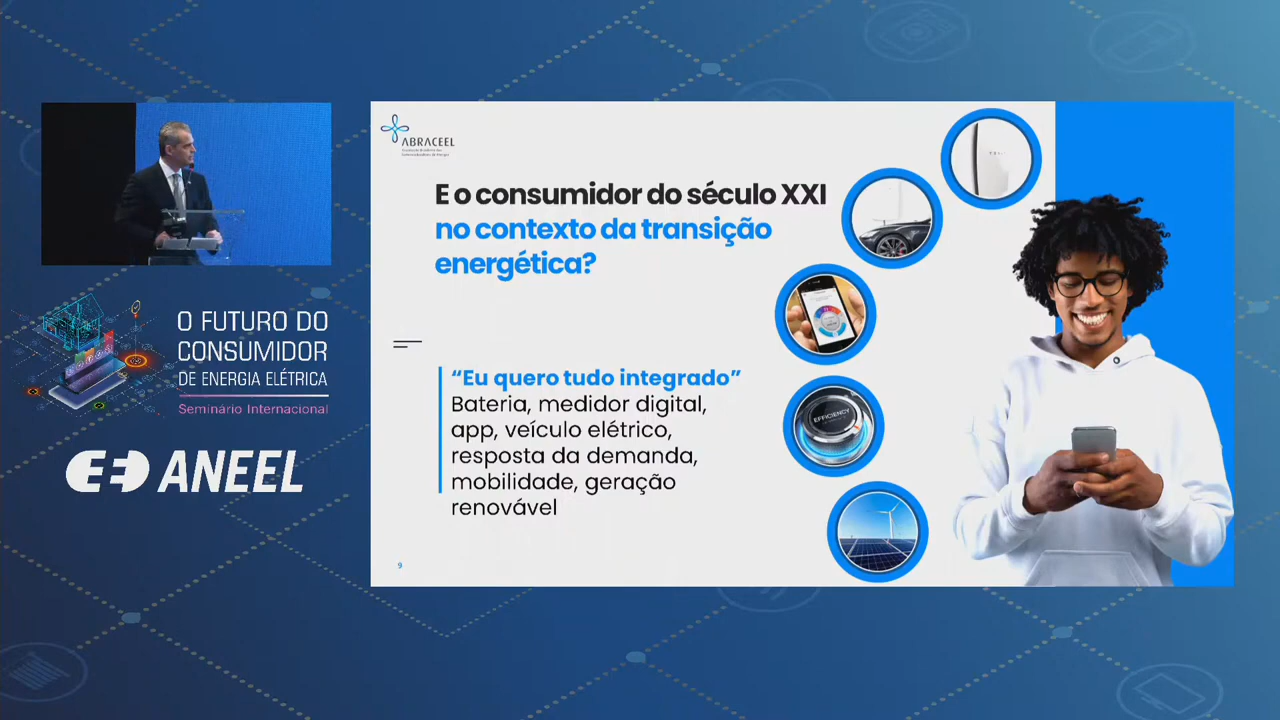 ABRACEEL
E o consumidor do século XXI
no contexto da transição
energética?
“Eu quero tudo integrado”
Bateria, medidor digital,
app, veículo elétrico,
resposta da demanda,
mobilidade, geração
renovável
EFFICIENCY
9
O FUTURO DO
CONSUMIDOR
DE ENERGIA ELÉTRICA
Seminário Internacional
ANEEL